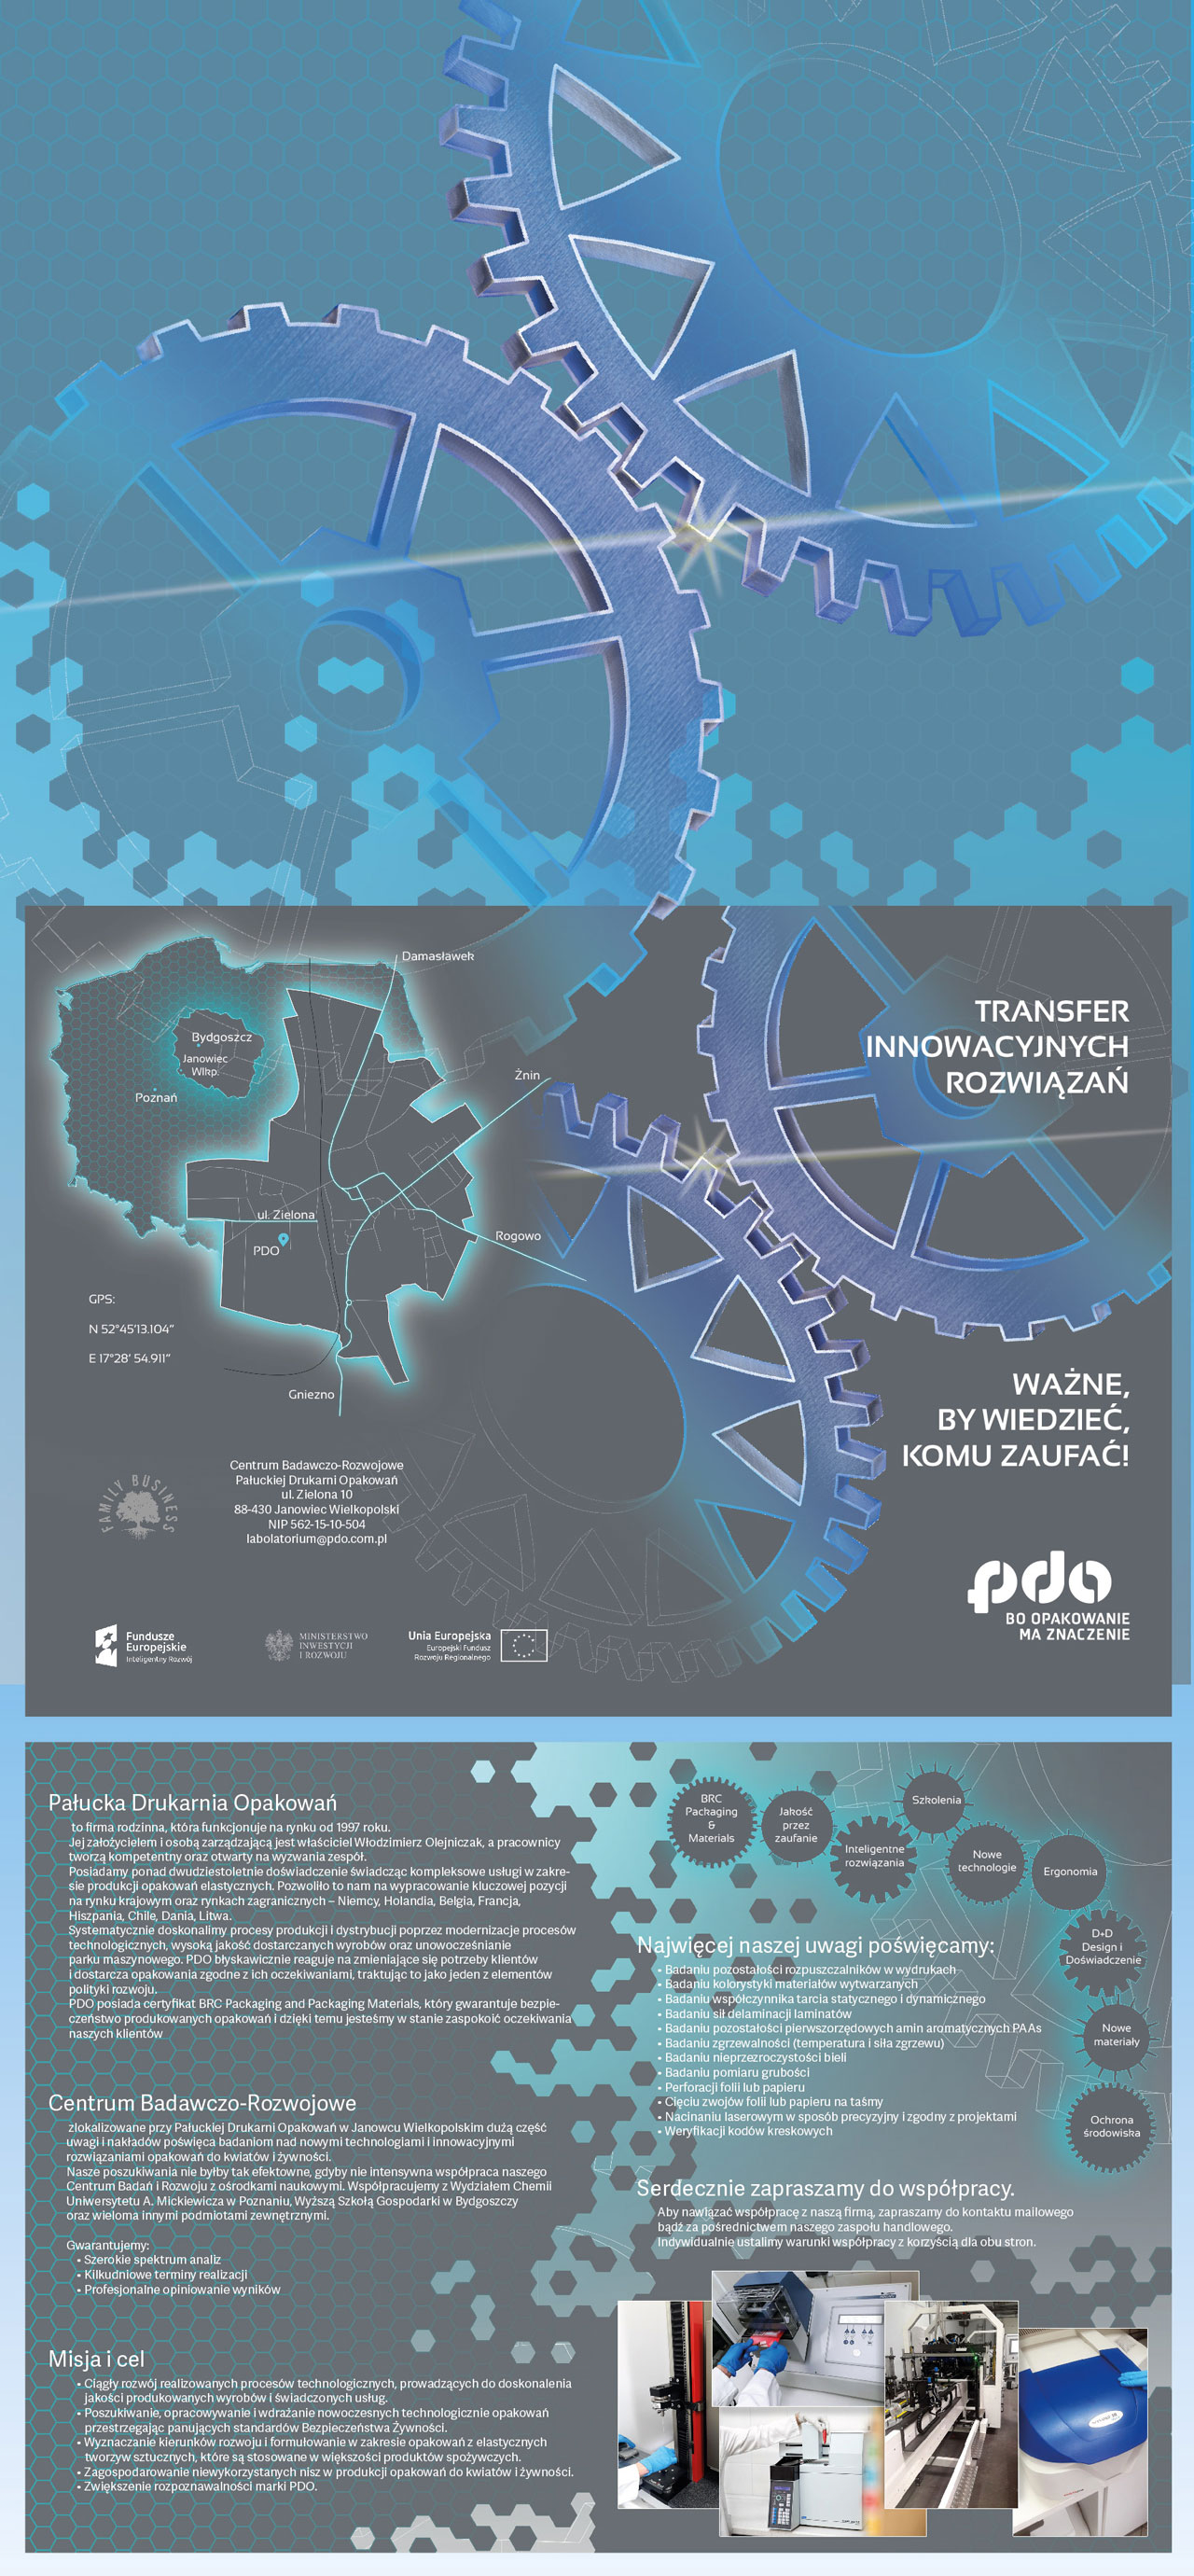 Damasławek
Bydgoszcz
Janowiec
Wlkp.
Żnin
Poznań
ul. Zielona
PDO
Rogowo
GPS:
N 52°45'13.104"
E 17°28' 54.911"
Gniezno
FAMILY BUSINESS
Centrum Badawczo-Rozwojowe
Pałuckiej Drukarni Opakowań
ul. Zielona 10
88-430 Janowiec Wielkopolski
NIP 562-15-10-504
labolatorium@pdo.com.pl
Fundusze
Europejskie
Inteligentny Rozwój
MINISTERSTWO
INWESTYCJI
I ROZWOJU
Unia Europejska
Europejski Fundusz
Rozwoju Regionalnego
TRANSFER
INNOWACYJNYCH
ROZWIĄZAŃ
WAŻNE,
BY WIEDZIEĆ,
KOMU ZAUFAĆ!
pdo
BO OPAKOWANIE
MA ZNACZENIE
Pałucka Drukarnia Opakowań
to firma rodzinna, która funkcjonuje na rynku od 1997 roku.
Jej założycielem i osobą zarządzającą jest właściciel Włodzimierz Olejniczak, a pracownicy
tworzą kompetentny oraz otwarty na wyzwania zespół.
Posiadamy ponad dwudziestoletnie doświadczenie świadcząc kompleksowe usługi w zakre-
sie produkcji opakowań elastycznych. Pozwoliło to nam na wypracowanie kluczowej pozycji
na rynku krajowym oraz rynkach zagranicznych – Niemcy, Holandia, Belgia, Francja,
Hiszpania, Chile, Dania, Litwa.
Systematycznie doskonalimy procesy produkcji i dystrybucji poprzez modernizacje procesów
technologicznych, wysoką jakość dostarczanych wyrobów oraz unowocześnianie
parku maszynowego. PDO błyskawicznie reaguje na zmieniające się potrzeby klientów
i dostarcza opakowania zgodne z ich oczekiwaniami, traktując to jako jeden z elementów
polityki rozwoju.
PDO posiada certyfikat BRC Packaging and Packaging Materials, który gwarantuje bezpie-
czeństwo produkowanych opakowań i dzięki temu jesteśmy w stanie zaspokoić oczekiwania
naszych klientów
Centrum Badawczo-Rozwojowe
zlokalizowane przy Pałuckiej Drukarni Opakowań w Janowcu Wielkopolskim dużą część
uwagi i nakładów poświęca badaniom nad nowymi technologiami i innowacyjnymi
rozwiązaniami opakowań do kwiatów i żywności.
Nasze poszukiwania nie byłby tak efektowne, gdyby nie intensywna współpraca naszego
Centrum Badań i Rozwoju z ośrodkami naukowymi. Współpracujemy z Wydziałem Chemii
Uniwersytetu A. Mickiewicza w Poznaniu, Wyższą Szkołą Gospodarki w Bydgoszczy
oraz wieloma innymi podmiotami zewnętrznymi.
Gwarantujemy:
• Szerokie spektrum analiz
• Kilkudniowe terminy realizacji
• Profesjonalne opiniowanie wyników
Misja i cel
• Ciągły rozwój realizowanych procesów technologicznych, prowadzących do doskonalenia
jakości produkowanych wyrobów i świadczonych usług.
• Poszukiwanie, opracowywanie i wdrażanie nowoczesnych technologicznie opakowań
przestrzegając panujących standardów Bezpieczeństwa Żywności.
• Wyznaczanie kierunków rozwoju i formułowanie w zakresie opakowań z elastycznych
tworzyw sztucznych, które są stosowane w większości produktów spożywczych.
• Zagospodarowanie niewykorzystanych nisz w produkcji opakowań do kwiatów i żywności.
• Zwiększenie rozpoznawalności marki PDO.
BRC
Packaging
&
Materials
Jakość
przez
zaufanie
Inteligentne
rozwiązania
Szkolenia
Nowe
technologie
Ergonomia
D+D
Design i
Doświadczenie
Nowe
materiały
Ochrona
środowiska
Najwięcej naszej uwagi poświęcamy:
• Badaniu pozostałości rozpuszczalników w wydrukach
• Badaniu kolorystyki materiałów wytwarzanych
• Badaniu współczynnika tarcia statycznego i dynamicznego
• Badaniu sił delaminacji laminatów
• Badaniu pozostałości pierwszorzędowych amin aromatycznych PAAs
• Badaniu zgrzewalności (temperatura i siła zgrzewu)
• Badaniu nieprzezroczystości bieli
• Badaniu pomiaru grubości
• Perforacji folii lub papieru
• Cięciu zwojów folii lub papieru na taśmy
• Nacinaniu laserowym w sposób precyzyjny i zgodny z projektami
• Weryfikacji kodów kreskowych
Serdecznie zapraszamy do współpracy.
Aby nawiązać współpracę z naszą firmą, zapraszamy do kontaktu mailowego
bądź za pośrednictwem naszego zaspołu handlowego.
Indywidualnie ustalimy warunki współpracy z korzyścią dla obu stron.